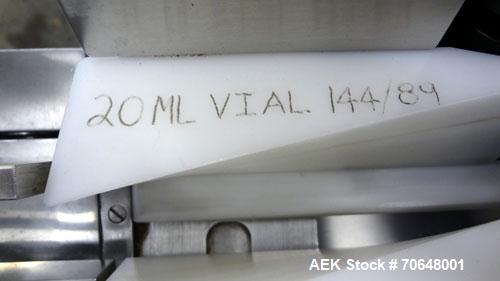 20ML VIAL. 144/89
AEK Stock # 70648001